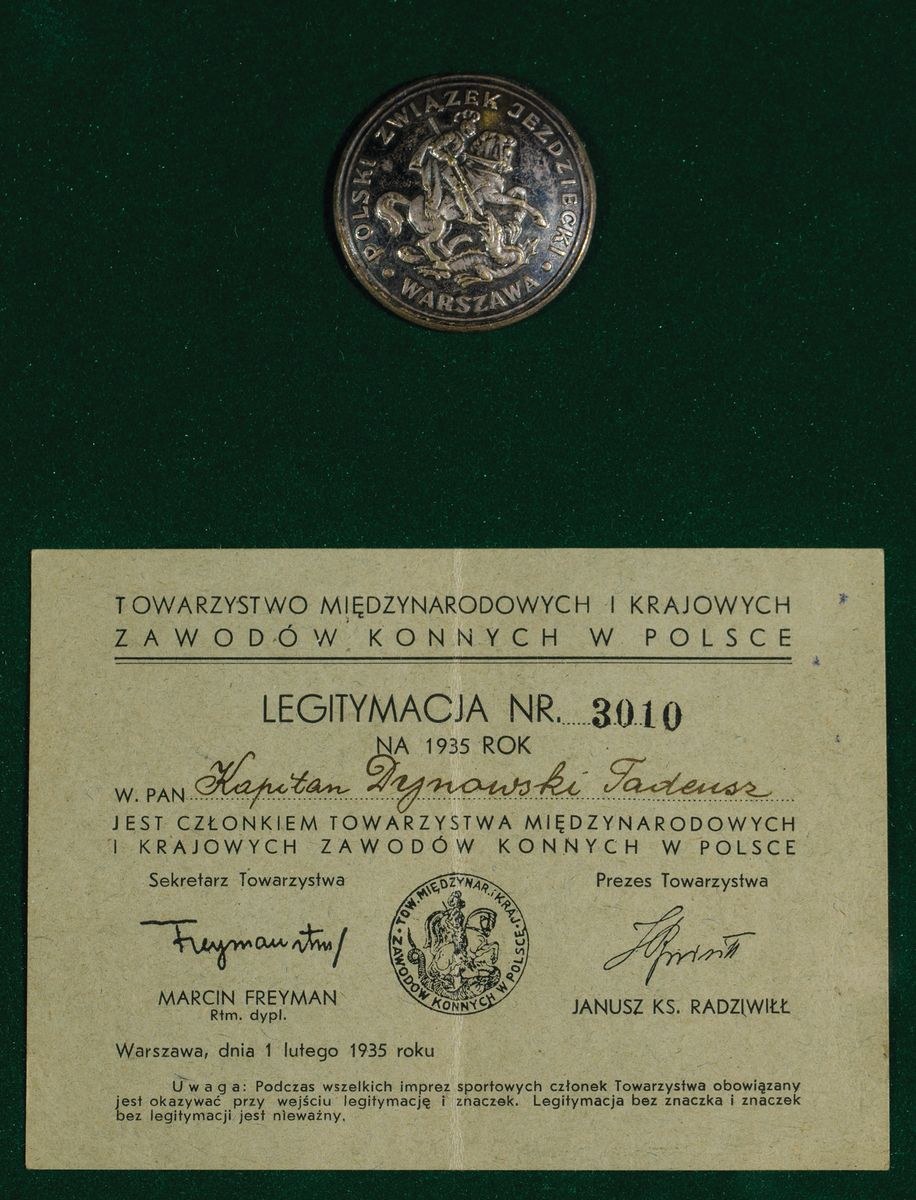 POLSKI ZWIĄZEK JEŹDZIECKI
WARSZAWA
TOWARZYSTWO MIĘDZYNARODOWYCH I KRAJOWYCH
ZAWODÓW KONNYCH W POLSCE
LEGITYMACJA NR. 3010
NA 1935 ROK
W. PAN Kapitan Dynowski Tadeusz
JEST CZŁONKIEM TOWARZYSTWA MIĘDZYNARODOWYCH
I KRAJOWYCH ZAWODÓW KONNYCH W POLSCE
Sekretarz Towarzystwa
Prezes Towarzystwa
TOW. MIĘDZYNAR. i KRAJ.
ZAWODÓW KONNYCH W POLSCE
Freyman
MARCIN FREYMAN
Rtm. dypl.
JANUSZ KS. RADZIWIŁŁ
Warszawa, dnia 1 lutego 1935 roku
Uwaga: Podczas wszelkich imprez sportowych członek Towarzystwa obowiązany
jest okazywać przy wejściu legitymację i znaczek. Legitymacja bez znaczka i znaczek
bez legitymacji jest nieważny.